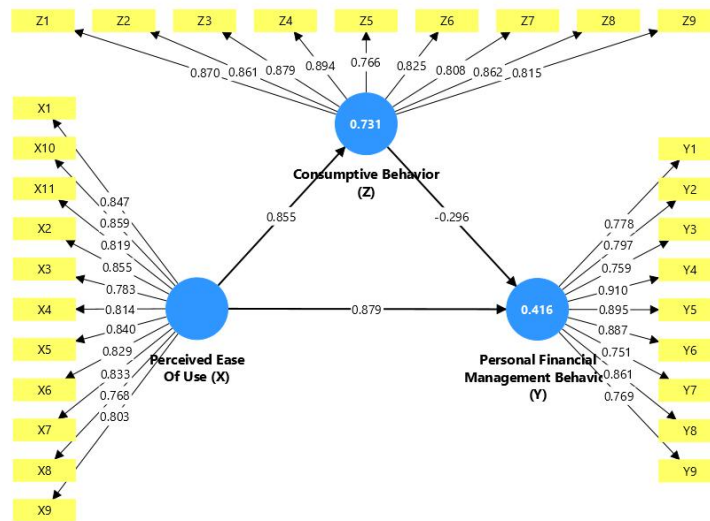 Z1 Z2 Z3 Z4 Z5 Z6 Z7 Z8 Z9
0.870 0.861 0.879 0.894 0.766 0.825 0.808 0.862 0.815
0.731
Consumptive Behavior
(Z)
0.855
-0.296
0.879
X1
X10
X11
X2
X3
X4
X5
X6
X7
X8
X9
0.847
0.859
0.819
0.855
0.783
0.814
0.840
0.829
0.833
0.768
0.803
Perceived Ease
Of Use (X)
0.416
Personal Financial
Management Behavic
(Y)
0.778
0.797
0.759
0.910
0.895
0.887
0.751
0.861
0.769
Y1
Y2
Y3
Y4
Y5
Y6
Y7
Y8
Y9